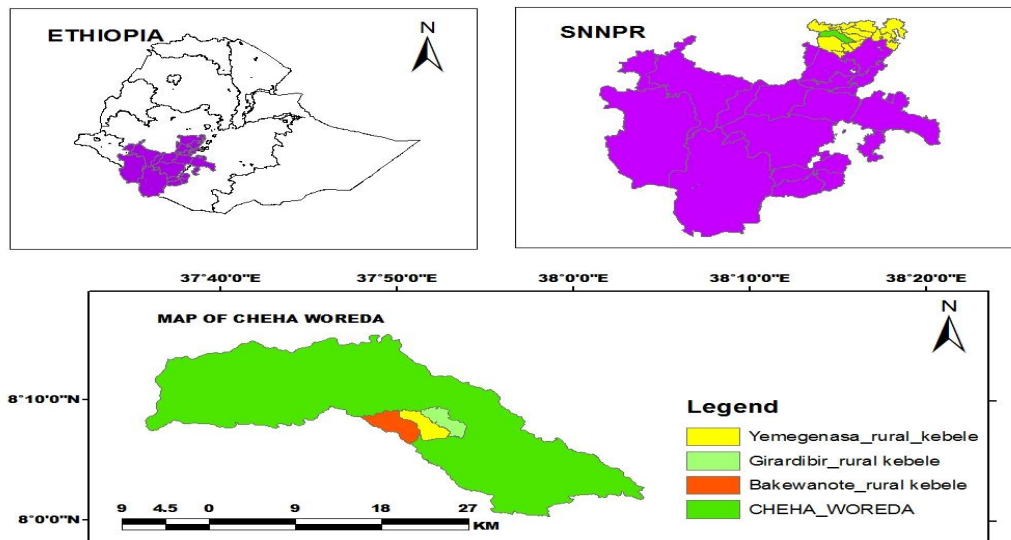 ETHIOPIA
N
SNNPR
N
37°40'0"E 37°50'0"E 38°0'0"E 38°10'0"E 38°20'0"E
MAP OF CHEHA WOREDA
N
8°10'0"N
Legend
Yemegenasa_rural_kebele
Girardibir_rural kebele
Bakewanote_rural kebele
CHEHA_WOREDA
9 4.5 0 9 18 27
KM
8°0'0"N